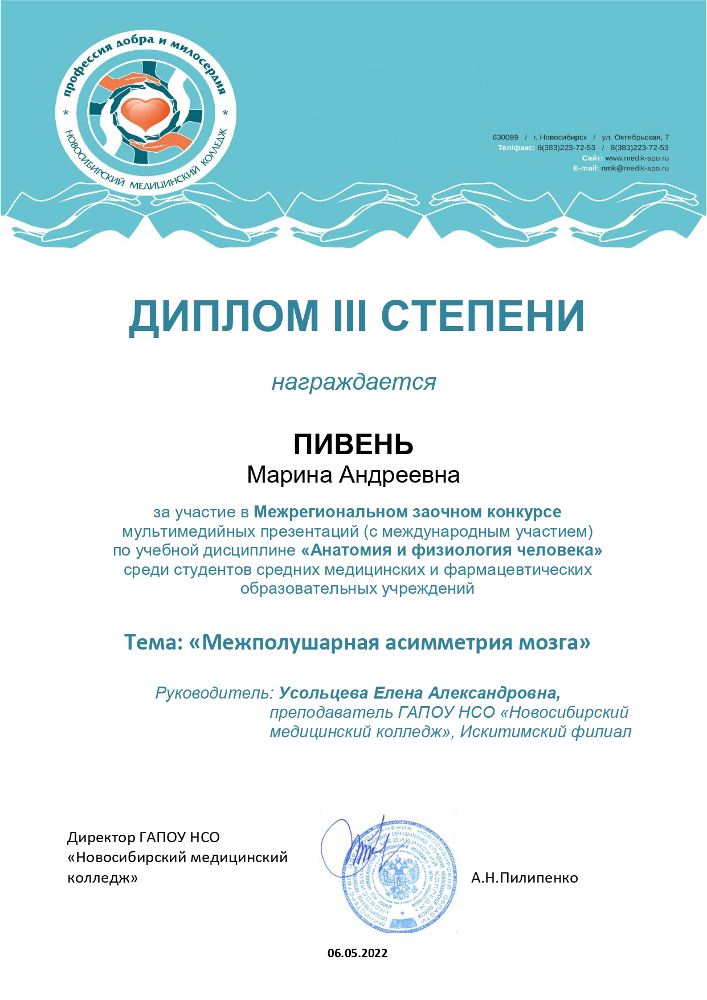 профессия добра и милосердия
* *
НОВОСИБИРСКИЙ МЕДИЦИНСКИЙ КОЛЛЕДЖ
630099 / г. Новосибирск / ул. Октябрьская, 7
Тел/факс: 8(383)223-72-53 / 8(383)223-72-53
Сайт: www.medik-spo.ru
E-mail: nmk@medik-spo.ru
ДИПЛОМ III СТЕПЕНИ
награждается
ПИВЕНЬ
Марина Андреевна
за участие в Межрегиональном заочном конкурсе
мультимедийных презентаций (с международным участием)
по учебной дисциплине «Анатомия и физиология человека»
среди студентов средних медицинских и фармацевтических
образовательных учреждений
Тема: «Межполушарная асимметрия мозга»
Руководитель: Усольцева Елена Александровна,
преподаватель ГАПОУ НСО «Новосибирский
медицинский колледж», Искитимский филиал
Директор ГАПОУ НСО
«Новосибирский медицинский
колледж»
А.Н.Пилипенко
06.05.2022